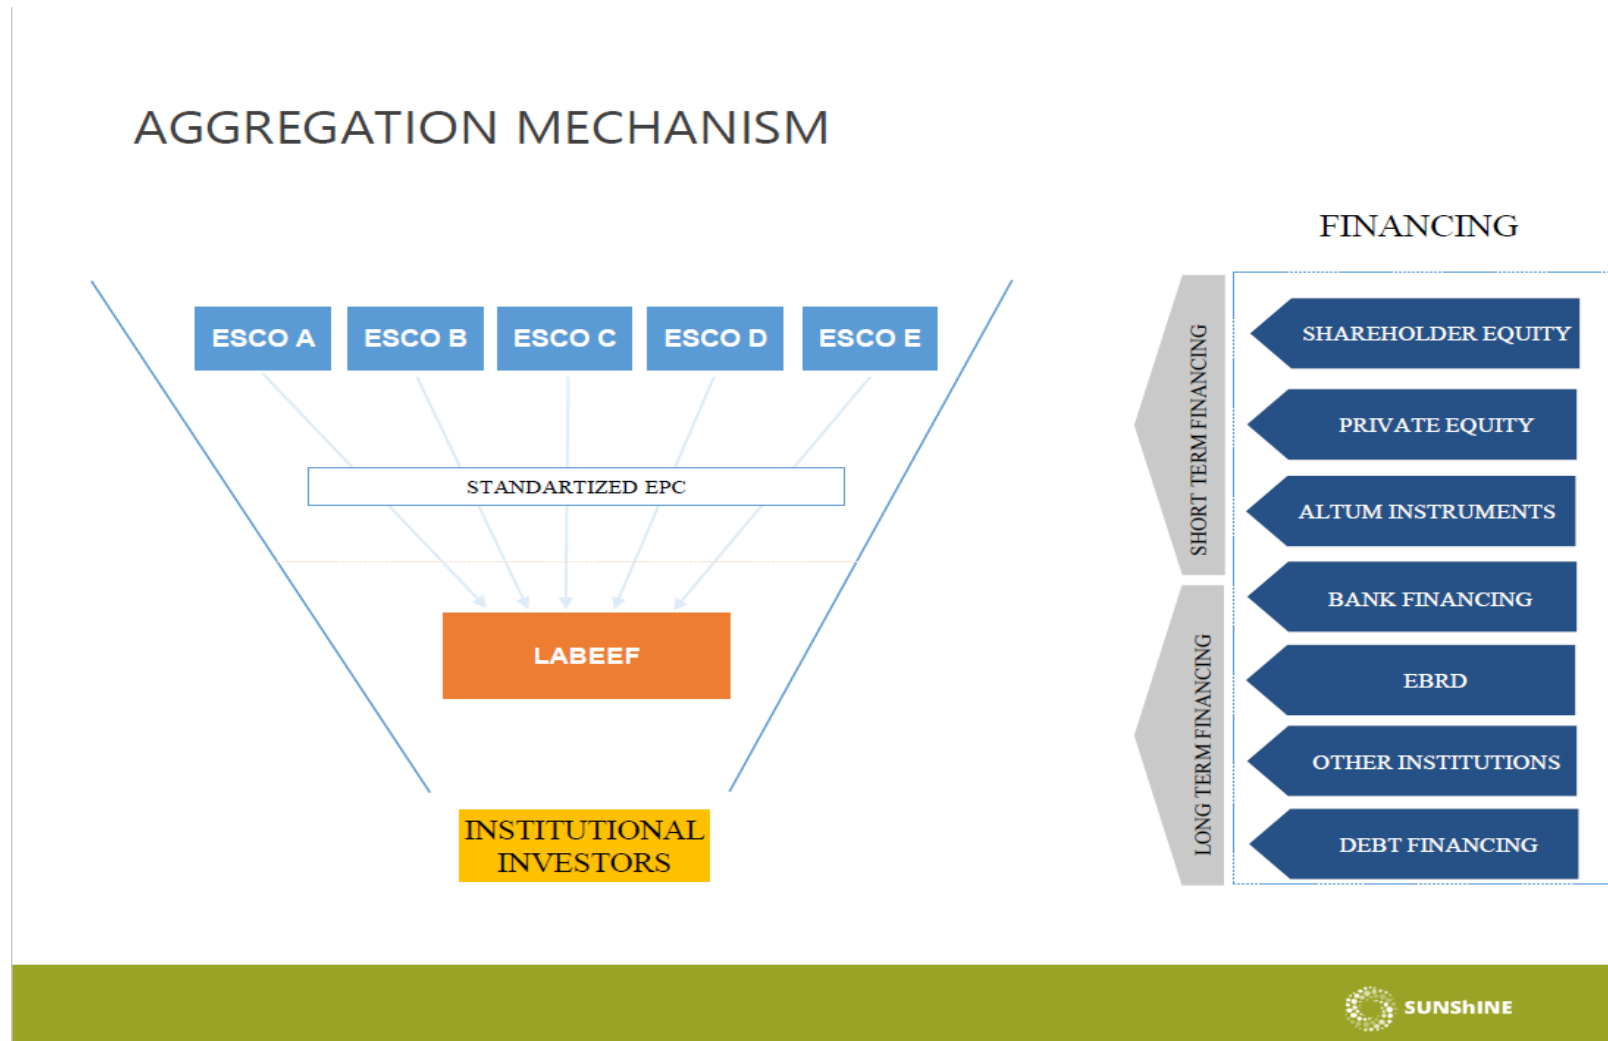 AGGREGATION MECHANISM
ESCO A
ESCO B
ESCO C
ESCO D
ESCO E
STANDARTIZED EPC
LABEEF
INSTITUTIONAL
INVESTORS
FINANCING
SHORT TERM FINANCING
LONG TERM FINANCING
SHAREHOLDER EQUITY
PRIVATE EQUITY
ALTUM INSTRUMENTS
BANK FINANCING
EBRD
OTHER INSTITUTIONS
DEBT FINANCING
SUNShINE